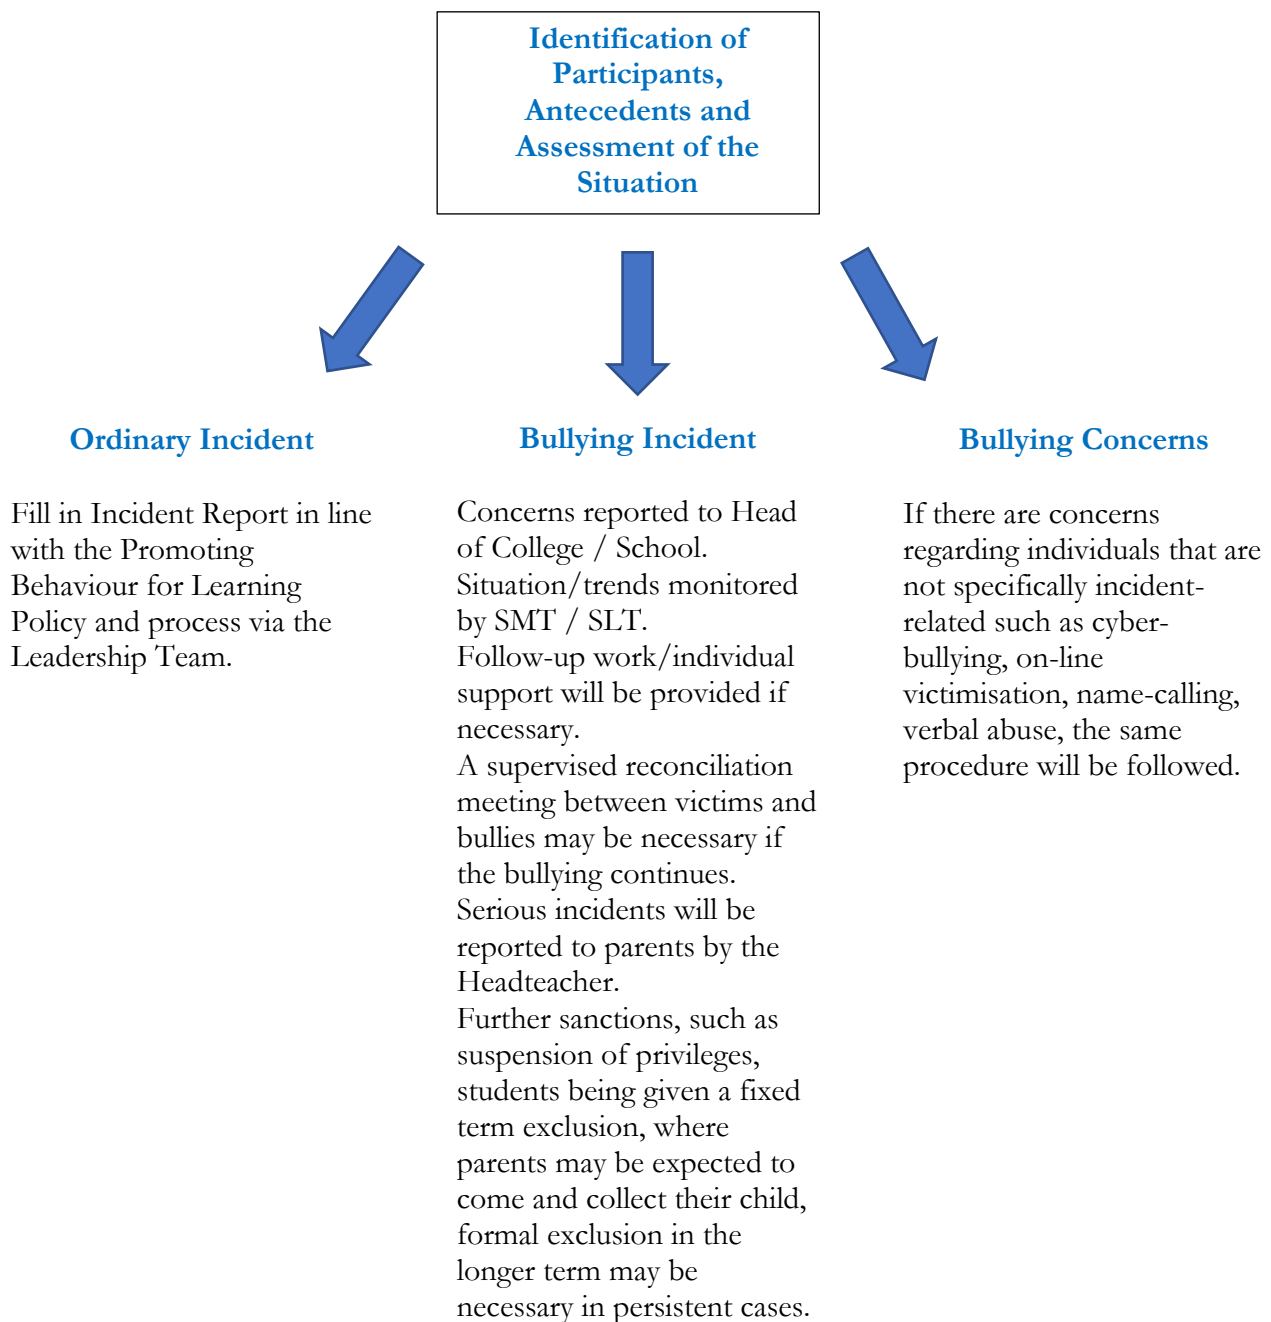 Identification of
Participants,
Antecedents and
Assessment of the
Situation
Ordinary Incident
Fill in Incident Report in line
with the Promoting
Behaviour for Learning
Policy and process via the
Leadership Team.
Bullying Incident
Concerns reported to Head
of College / School.
Situation/trends monitored
by SMT / SLT.
Follow-up work/individual
support will be provided if
necessary.
A supervised reconciliation
meeting between victims and
bullies may be necessary if
the bullying continues.
Serious incidents will be
reported to parents by the
Headteacher.
Further sanctions, such as
suspension of privileges,
students being given a fixed
term exclusion, where
parents may be expected to
come and collect their child,
formal exclusion in the
longer term may be
necessary in persistent cases.
Bullying Concerns
If there are concerns
regarding individuals that are
not specifically incident-
related such as cyber-
bullying, on-line
victimisation, name-calling,
verbal abuse, the same
procedure will be followed.